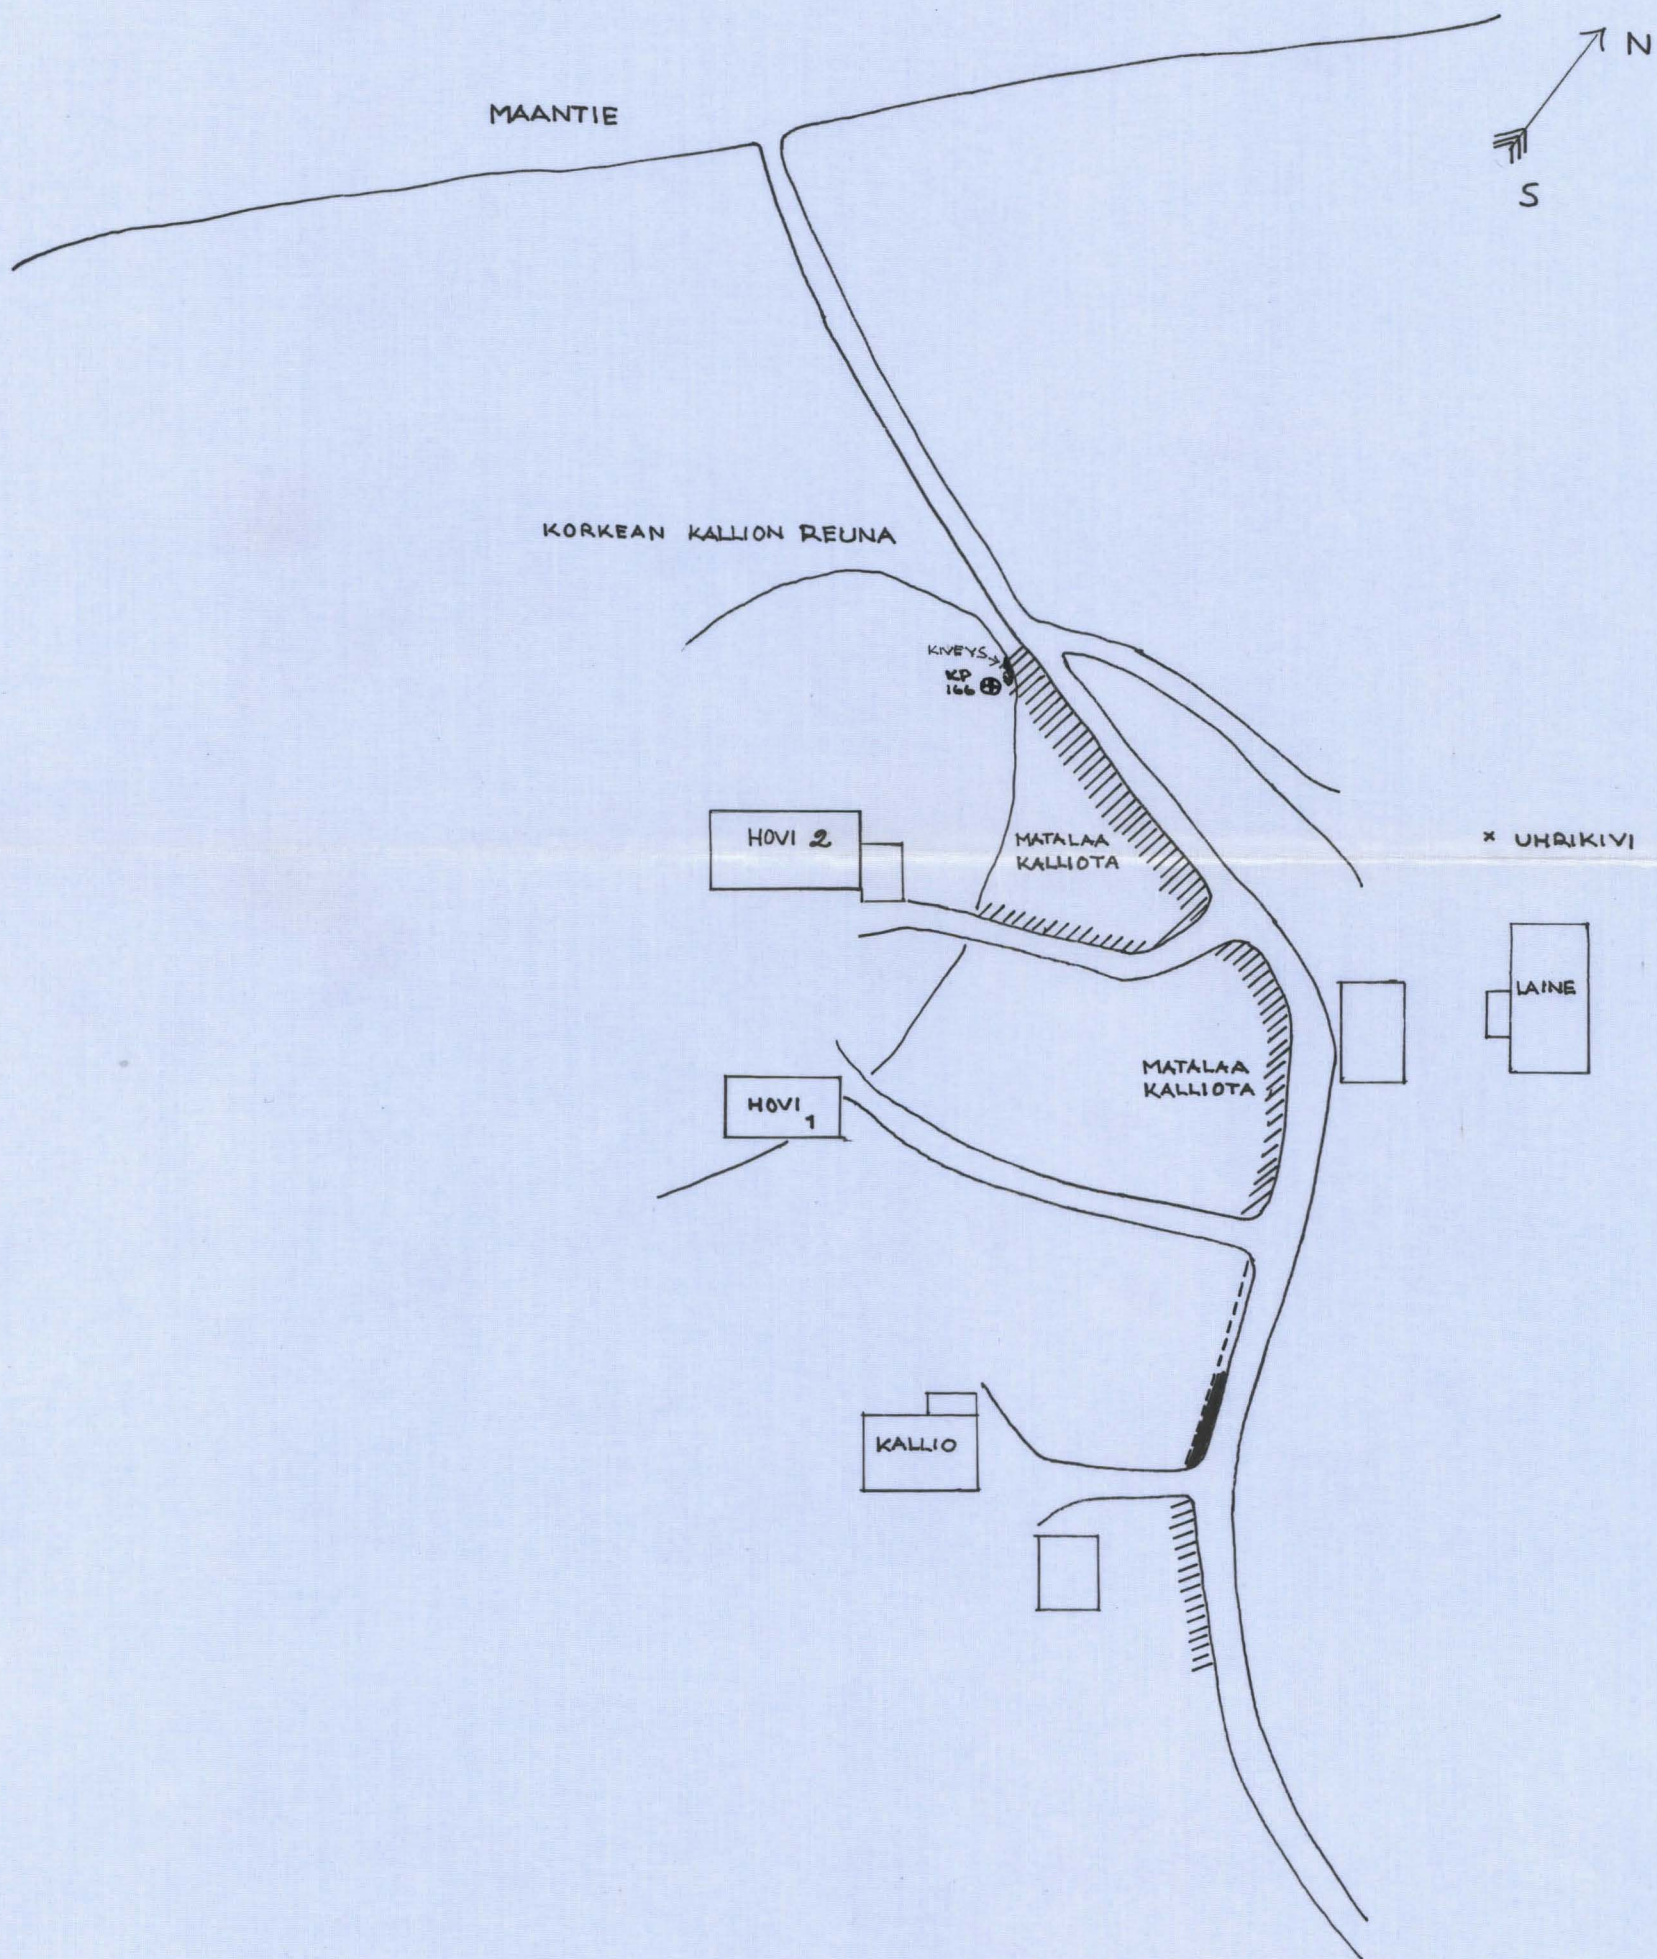 N
MAANTIE
S
KORKEAN KALLION REUNA
KIVEYS
KP
166
HOVI 2
MATALAA
KALLIOTA
× UHRIKIVI
LAINE
MATALAA
KALLIOTA
HOVI 1
KALLIO